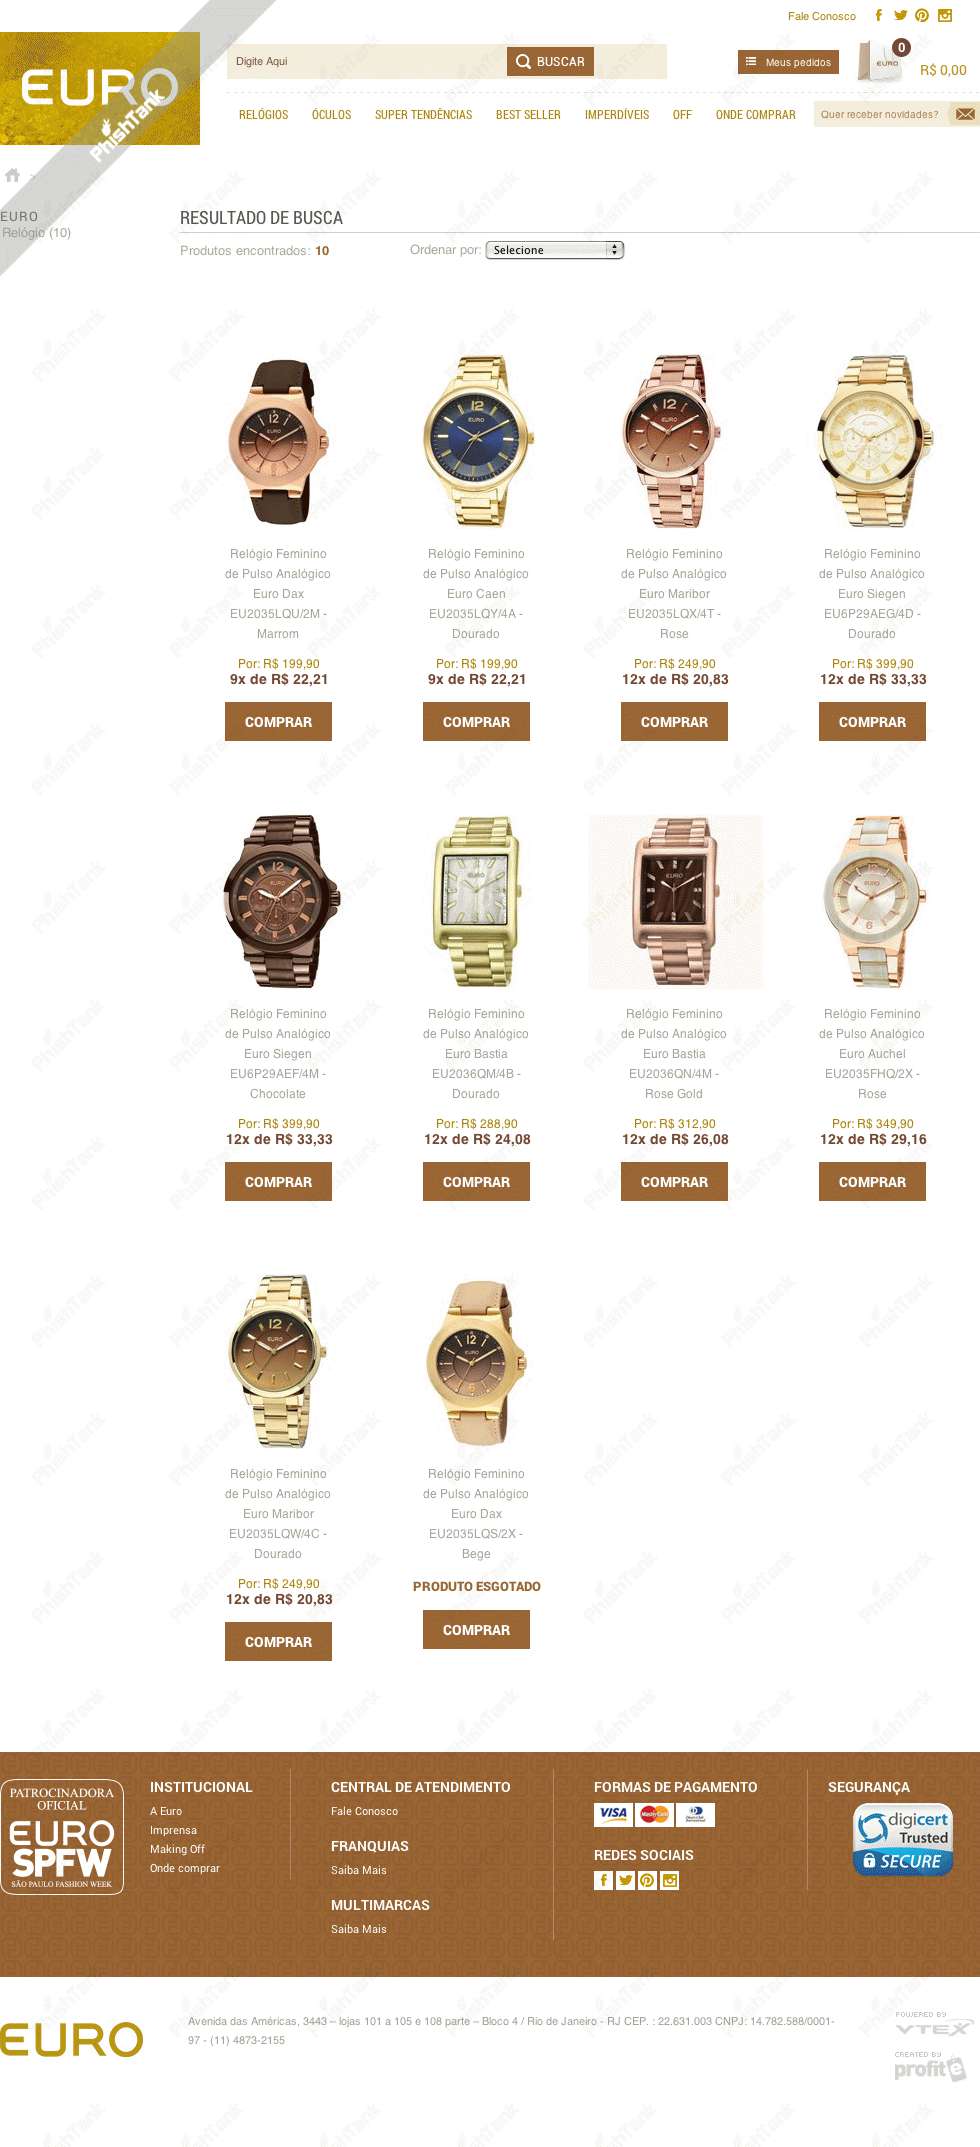 Fale Conosco
EURO
PhishTank
Digite Aqui
BUSCAR
Meus pedidos
EURO
0
R$ 0,00
RELÓGIOS ÓCULOS SUPER TENDÊNCIAS BEST SELLER IMPERDÍVEIS OFF ONDE COMPRAR
Quer receber novidades?
>
EURO
Relógio (10)
RESULTADO DE BUSCA
Produtos encontrados: 10
Ordenar por: Selecione
Relógio Feminino
de Pulso Analógico
Euro Dax
EU2035LQU/2M -
Marrom
Por: R$ 199,90
9x de R$ 22,21
COMPRAR
Relógio Feminino
de Pulso Analógico
Euro Caen
EU2035LQY/4A -
Dourado
Por: R$ 199,90
9x de R$ 22,21
COMPRAR
Relógio Feminino
de Pulso Analógico
Euro Maribor
EU2035LQX/4T -
Rose
Por: R$ 249,90
12x de R$ 20,83
COMPRAR
Relógio Feminino
de Pulso Analógico
Euro Siegen
EU6P29AEG/4D -
Dourado
Por: R$ 399,90
12x de R$ 33,33
COMPRAR
Relógio Feminino
de Pulso Analógico
Euro Siegen
EU6P29AEF/4M -
Chocolate
Por: R$ 399,90
12x de R$ 33,33
COMPRAR
Relógio Feminino
de Pulso Analógico
Euro Bastia
EU2036QM/4B -
Dourado
Por: R$ 288,90
12x de R$ 24,08
COMPRAR
Relógio Feminino
de Pulso Analógico
Euro Bastia
EU2036QN/4M -
Rose Gold
Por: R$ 312,90
12x de R$ 26,08
COMPRAR
Relógio Feminino
de Pulso Analógico
Euro Auchel
EU2035FHQ/2X -
Rose
Por: R$ 349,90
12x de R$ 29,16
COMPRAR
Relógio Feminino
de Pulso Analógico
Euro Maribor
EU2035LQW/4C -
Dourado
Por: R$ 249,90
12x de R$ 20,83
COMPRAR
Relógio Feminino
de Pulso Analógico
Euro Dax
EU2035LQS/2X -
Bege
PRODUTO ESGOTADO
COMPRAR
PATROCINADORA
OFICIAL
EURO
SPFW
SÃO PAULO FASHION WEEK
INSTITUCIONAL
A Euro
Imprensa
Making Off
Onde comprar
CENTRAL DE ATENDIMENTO
Fale Conosco
FRANQUIAS
Saiba Mais
MULTIMARCAS
Saiba Mais
FORMAS DE PAGAMENTO
VISA MasterCard
REDES SOCIAIS
SEGURANÇA
digicert
Trusted
SECURE
EURO
Avenida das Américas, 3443 – lojas 101 a 105 e 108 parte – Bloco 4 / Rio de Janeiro - RJ CEP. : 22.631.003 CNPJ: 14.782.588/0001-
97 - (11) 4873-2155
POWERED BY
VTEX
CREATED BY
profite